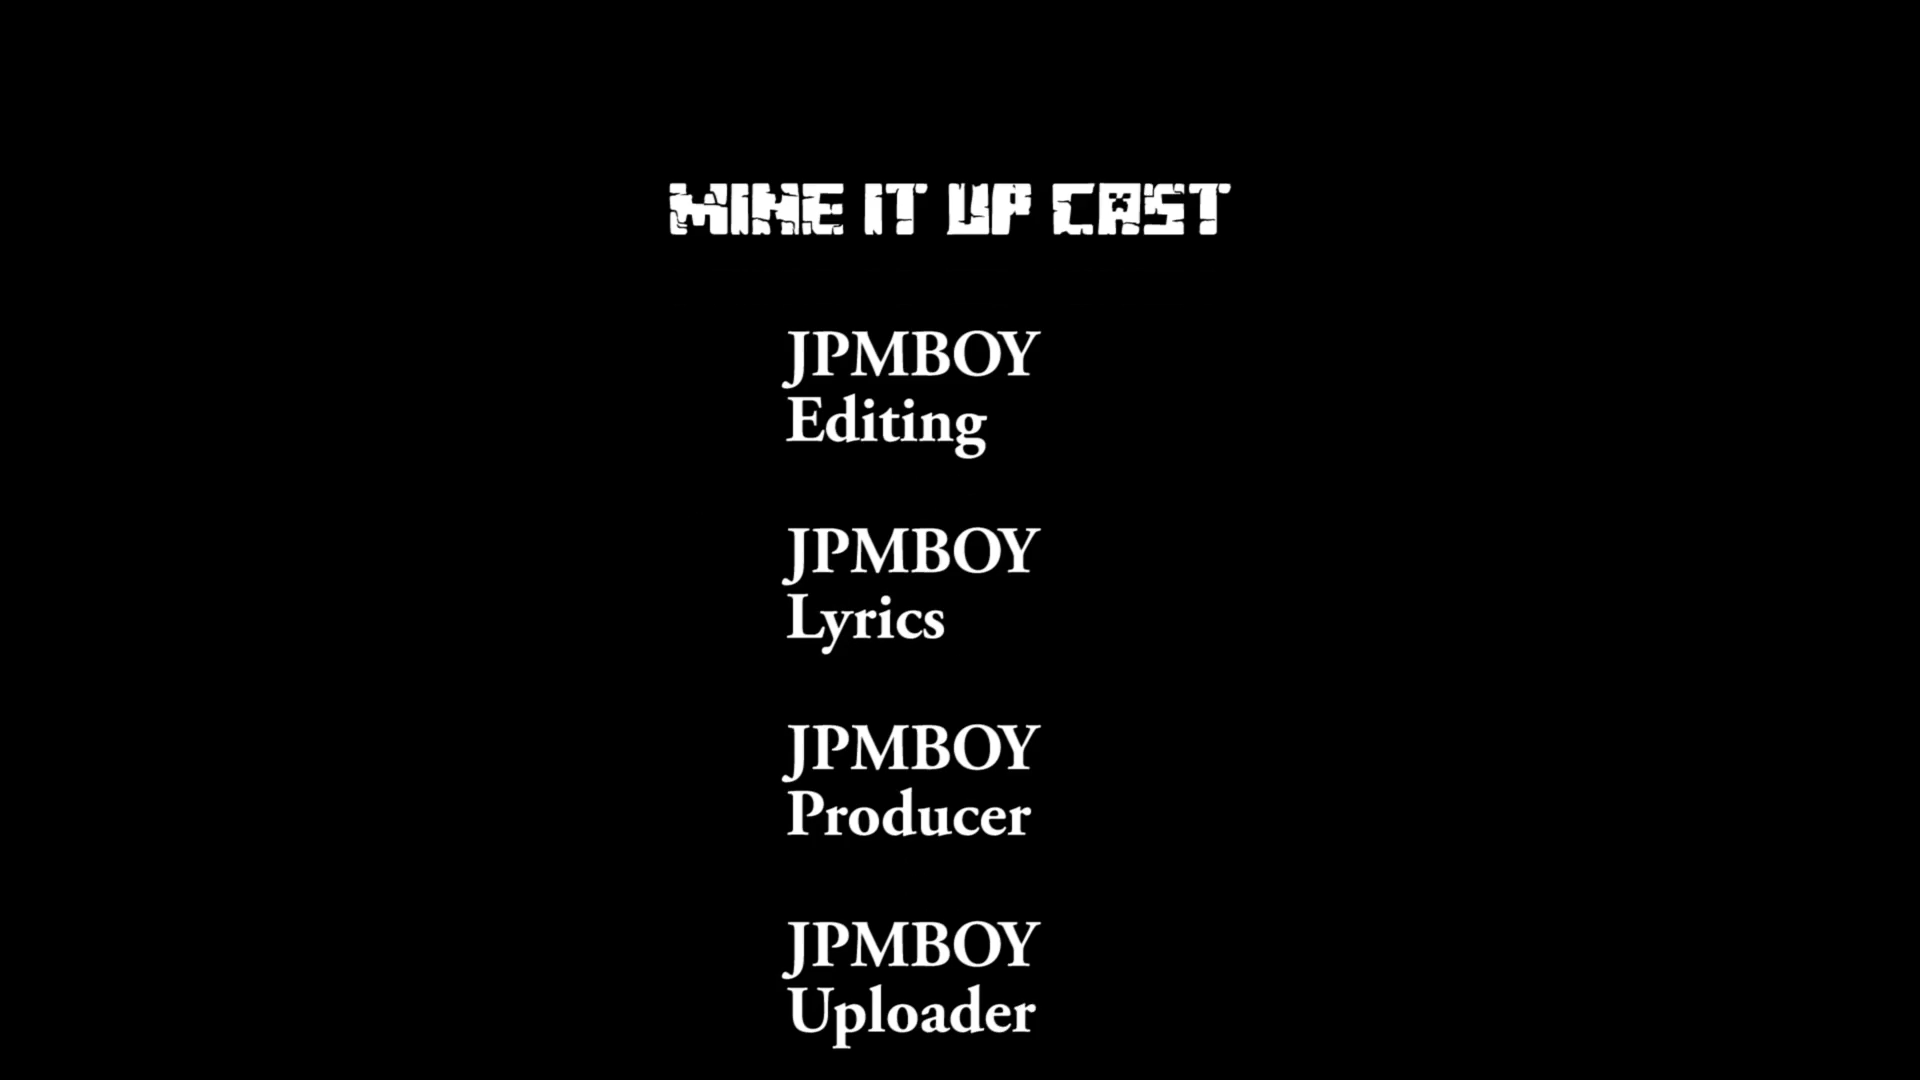 MINE IT UP CAST
JPMBOY
Editing
JPMBOY
Lyrics
JPMBOY
Producer
JPMBOY
Uploader